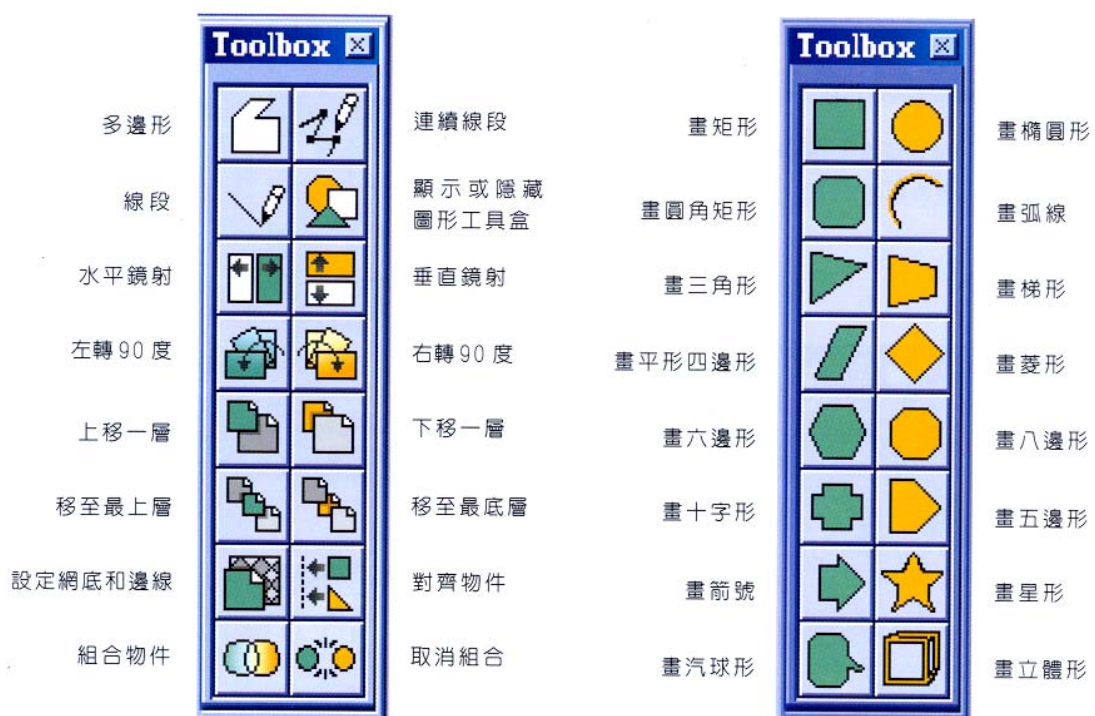 Toolbox
多邊形
連續線段
線段
顯示或隱藏
圖形工具盒
水平鏡射
垂直鏡射
左轉90度
右轉90度
上移一層
下移一層
移至最上層
移至最底層
設定網底和邊線
對齊物件
組合物件
取消組合
Toolbox
畫矩形
畫橢圓形
畫圓角矩形
畫弧線
畫三角形
畫梯形
畫平形四邊形
畫菱形
畫六邊形
畫八邊形
畫十字形
畫五邊形
畫箭號
畫星形
畫汽球形
畫立體形